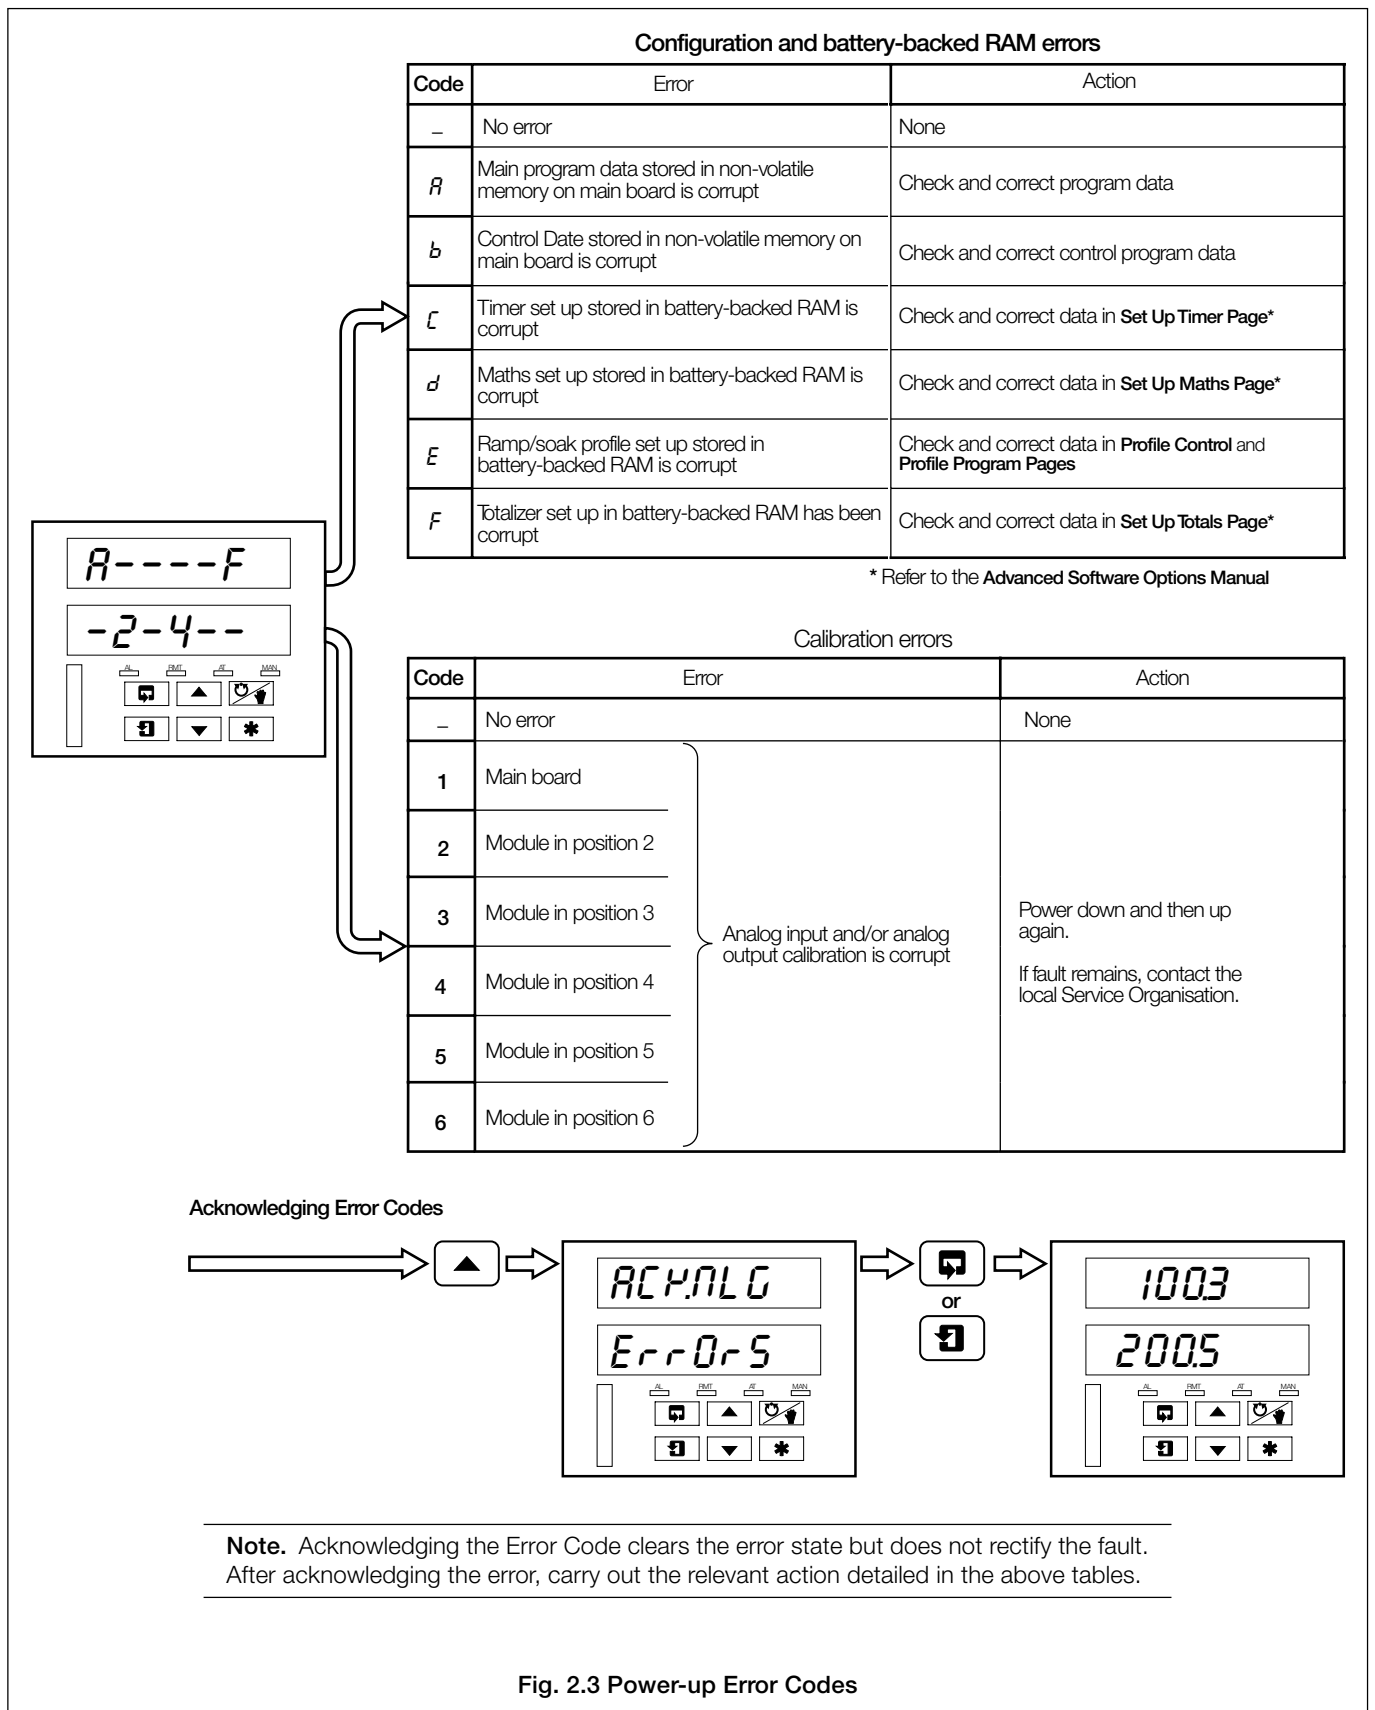 Configuration and battery-backed RAM errors
Code Error Action
– No error None
A Main program data stored in non-volatile
memory on main board is corrupt
Check and correct program data
b Control Date stored in non-volatile memory on
main board is corrupt
Check and correct control program data
C Timer set up stored in battery-backed RAM is
corrupt
Check and correct data in Set Up Timer Page*
d Maths set up stored in battery-backed RAM is
corrupt
Check and correct data in Set Up Maths Page*
E Ramp/soak profile set up stored in
battery-backed RAM is corrupt
Check and correct data in Profile Control and
Profile Program Pages
F Totalizer set up in battery-backed RAM has been
corrupt
Check and correct data in Set Up Totals Page*
* Refer to the Advanced Software Options Manual
A----F
-2-4--
AL RMT AT MAN
Calibration errors
Code Error Action
– No error None
1 Main board
2 Module in position 2
3 Module in position 3
4 Module in position 4
5 Module in position 5
6 Module in position 6
Analog input and/or analog
output calibration is corrupt
Power down and then up
again.
If fault remains, contact the
local Service Organisation.
Acknowledging Error Codes
ACK.NLG
ErrOrS
AL RMT AT MAN
or
100.3
200.5
AL RMT AT MAN
Note. Acknowledging the Error Code clears the error state but does not rectify the fault.
After acknowledging the error, carry out the relevant action detailed in the above tables.
Fig. 2.3 Power-up Error Codes